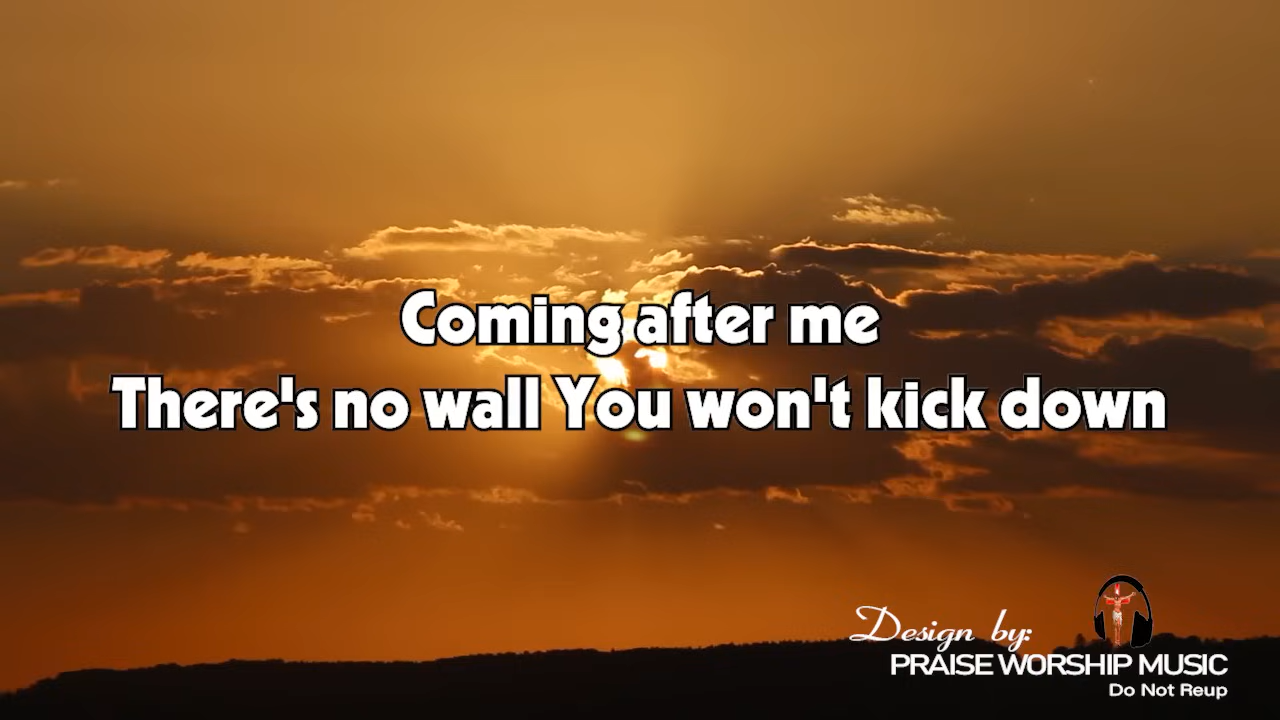 Coming after me
There's no wall You won't kick down
Design by:
PRAISE WORSHIP MUSIC
Do Not Reup